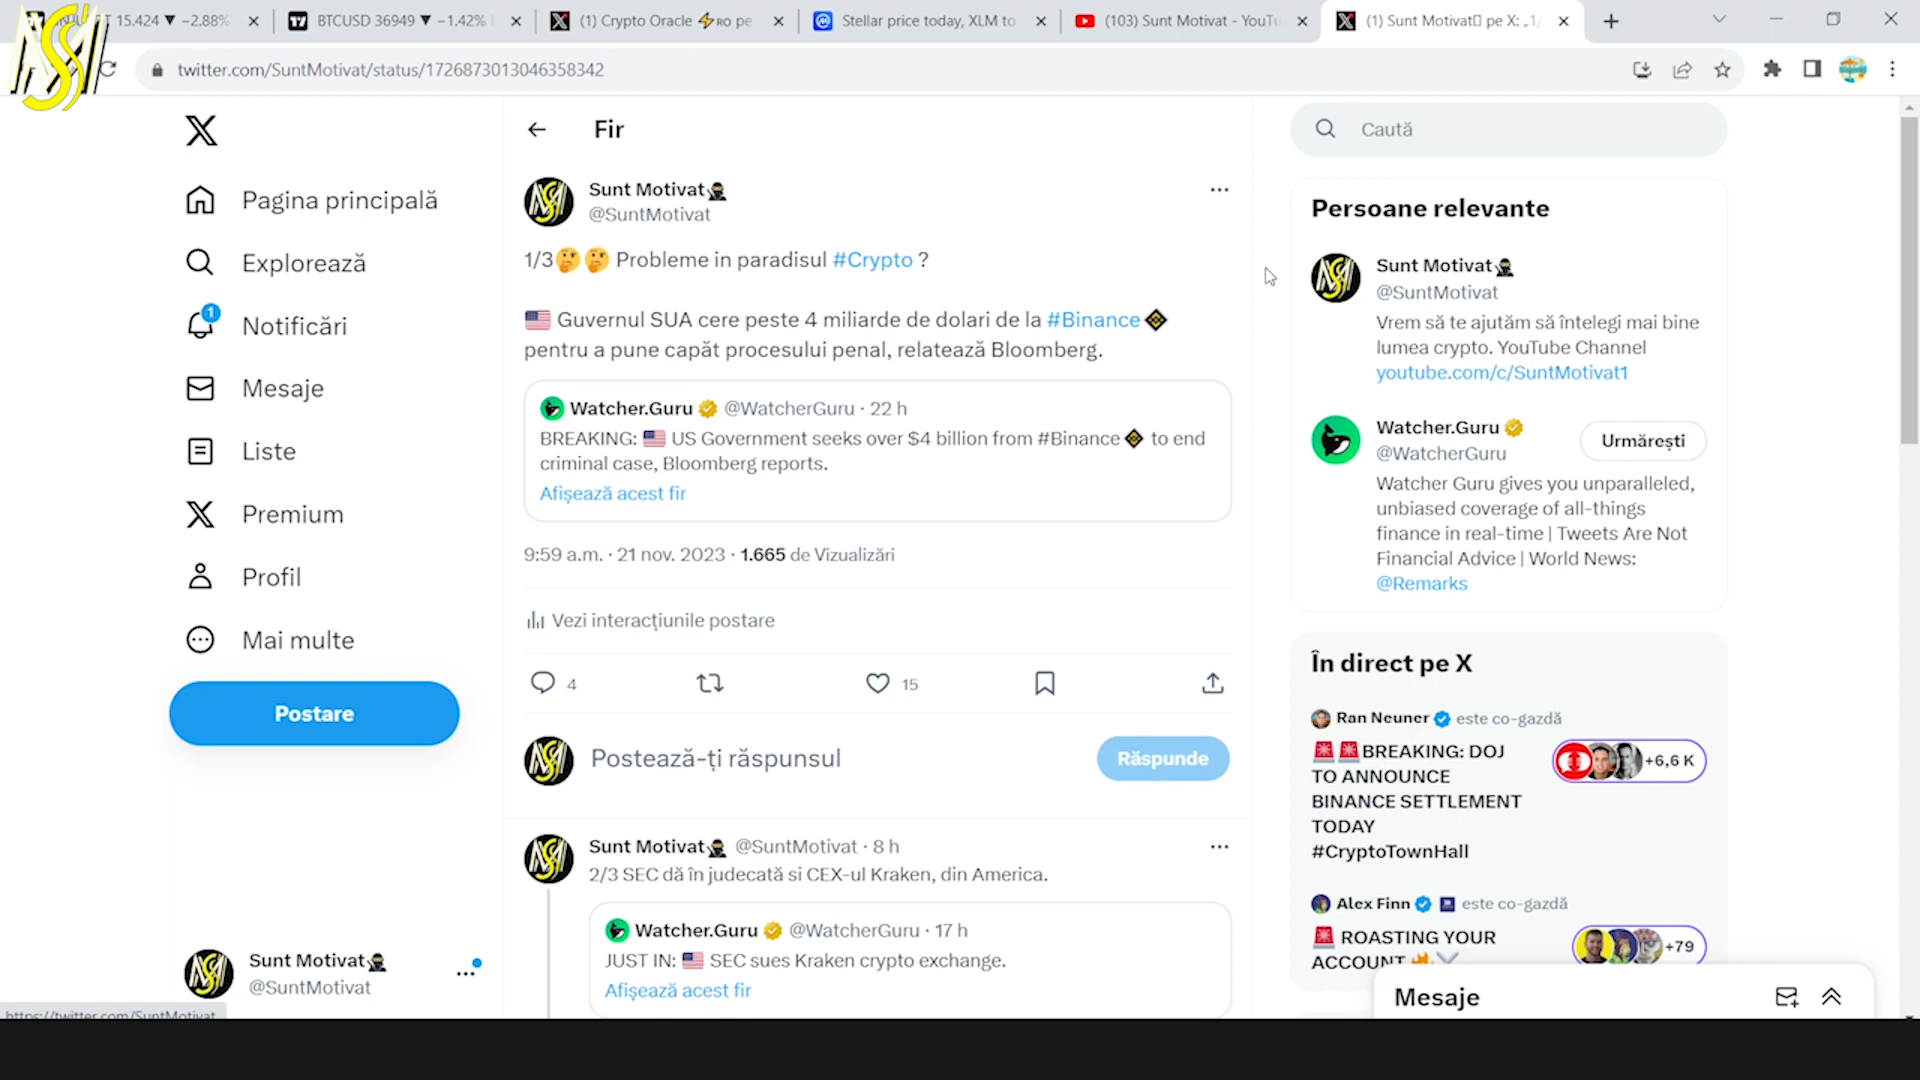 15.424 ▼ −2.88%
BTCUSD 36949 ▼ −1.42%
(1) Crypto Oracle ⚡RO pe
Stellar price today, XLM to
(103) Sunt Motivat - YouTu
(1) Sunt Motivat pe X: „1/
twitter.com/SuntMotivat/status/1726873013046358342
Pagina principală
Explorează
1
Notificări
Mesaje
Liste
Premium
Profil
Mai multe
Postare
Sunt Motivat🥷
@SuntMotivat
https://twitter.com/SuntMotivat
Fir
Sunt Motivat🥷
@SuntMotivat
1/3🤔🤔 Probleme in paradisul #Crypto ?
🇺🇸 Guvernul SUA cere peste 4 miliarde de dolari de la #Binance
pentru a pune capăt procesului penal, relatează Bloomberg.
Watcher.Guru @WatcherGuru · 22 h
BREAKING: 🇺🇸 US Government seeks over $4 billion from #Binance to end
criminal case, Bloomberg reports.
Afișează acest fir
9:59 a.m. · 21 nov. 2023 · 1.665 de Vizualizări
Vezi interacțiunile postare
4
15
Postează-ți răspunsul
Răspunde
Sunt Motivat🥷 @SuntMotivat · 8 h
2/3 SEC dă în judecată si CEX-ul Kraken, din America.
Watcher.Guru @WatcherGuru · 17 h
JUST IN: 🇺🇸 SEC sues Kraken crypto exchange.
Afișează acest fir
Caută
Persoane relevante
Sunt Motivat🥷
@SuntMotivat
Vrem să te ajutăm să întelegi mai bine
lumea crypto. YouTube Channel
youtube.com/c/SuntMotivat1
Watcher.Guru
@WatcherGuru
Urmărești
Watcher Guru gives you unparalleled,
unbiased coverage of all-things
finance in real-time | Tweets Are Not
Financial Advice | World News:
@Remarks
În direct pe X
Ran Neuner este co-gazdă
🚨🚨BREAKING: DOJ
TO ANNOUNCE
BINANCE SETTLEMENT
TODAY
#CryptoTownHall
+6,6 K
Alex Finn este co-gazdă
🚨 ROASTING YOUR
ACCOUNT 🔥
+79
Mesaje